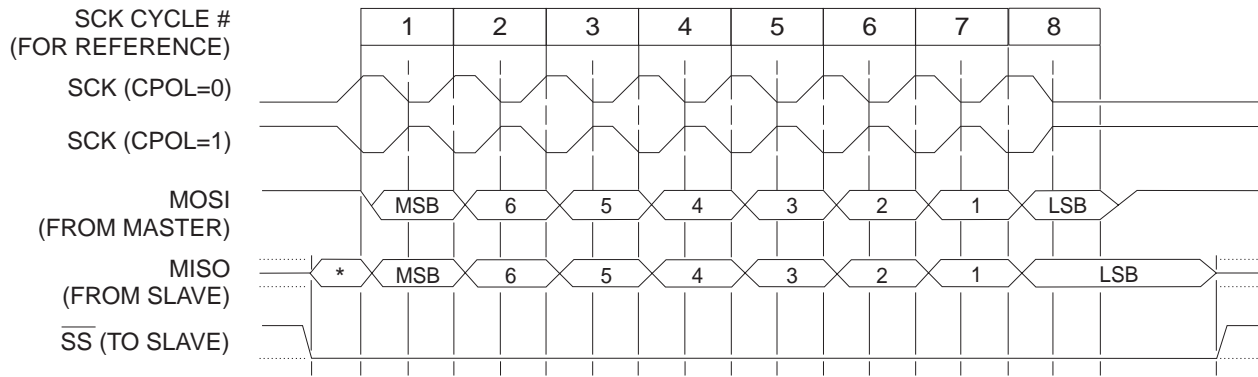 SCK CYCLE # 1 2 3 4 5 6 7 8
(FOR REFERENCE)
SCK (CPOL=0)
SCK (CPOL=1)
MOSI MSB 6 5 4 3 2 1 LSB
(FROM MASTER)
MISO * MSB 6 5 4 3 2 1 LSB
(FROM SLAVE)
SS (TO SLAVE)